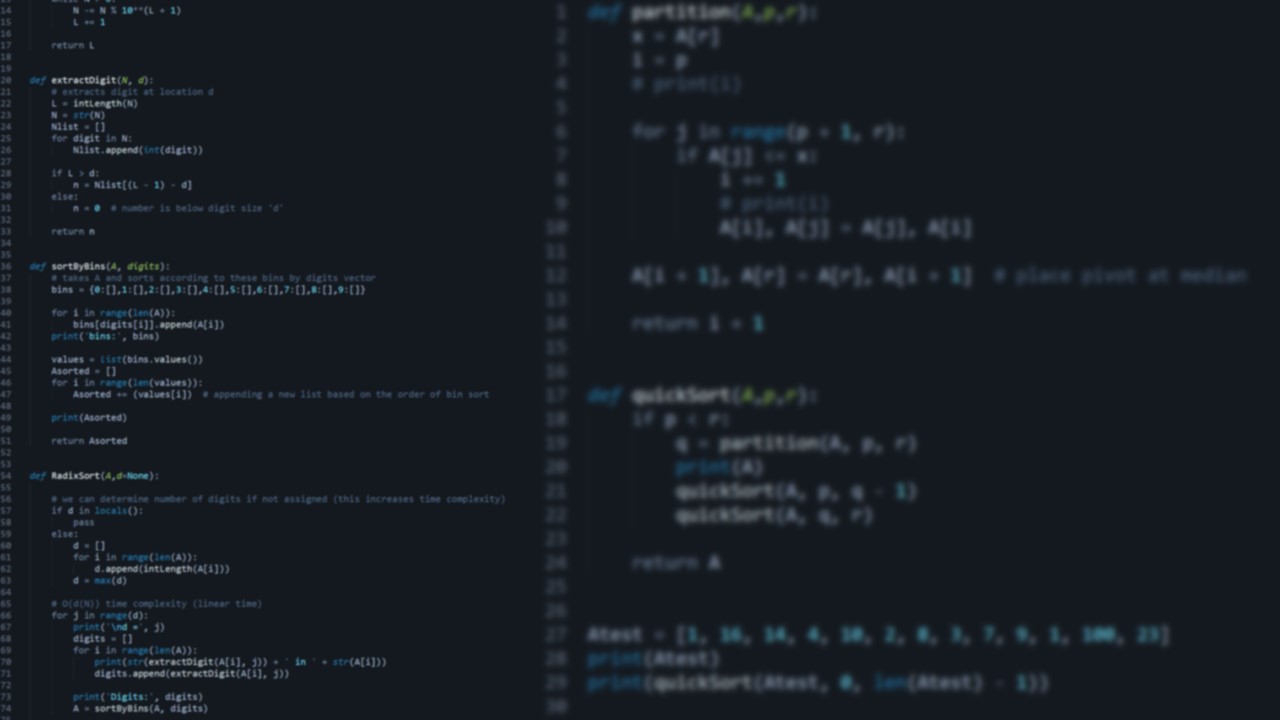 14 N -= N % 10**(L + 1)
15 L += 1
16
17 return L
18
19
20 def extractDigit(N, d):
21 # extracts digit at location d
22 L = intLength(N)
23 N = str(N)
24 Nlist = []
25 for digit in N:
26 Nlist.append(int(digit))
27
28 if L > d:
29 n = Nlist[(L - 1) - d]
30 else:
31 n = 0 # number is below digit size 'd'
32
33 return n
34
35
36 def sortByBins(A, digits):
37 # takes A and sorts according to these bins by digits vector
38 bins = {0:[],1:[],2:[],3:[],4:[],5:[],6:[],7:[],8:[],9:[]}
39
40 for i in range(len(A)):
41 bins[digits[i]].append(A[i])
42 print('bins:', bins)
43
44 values = list(bins.values())
45 Asorted = []
46 for i in range(len(values)):
47 Asorted += (values[i]) # appending a new list based on the order of bin sort
48
49 print(Asorted)
50
51 return Asorted
52
53
54 def RadixSort(A,d=None):
55
56 # we can determine number of digits if not assigned (this increases time complexity)
57 if d in locals():
58 pass
59 else:
60 d = []
61 for i in range(len(A)):
62 d.append(intLength(A[i]))
63 d = max(d)
64
65 # O(d(N)) time complexity (linear time)
66 for j in range(d):
67 print('\nd =', j)
68 digits = []
69 for i in range(len(A)):
70 print(str(extractDigit(A[i], j)) + ' in ' + str(A[i]))
71 digits.append(extractDigit(A[i], j))
72
73 print('Digits:', digits)
74 A = sortByBins(A, digits)
1 def partition(A,p,r):
2 x = A[r]
3 i = p
4 # print(i)
5
6 for j in range(p + 1, r):
7 if A[j] <= x:
8 i += 1
9 # print(i)
10 A[i], A[j] = A[j], A[i]
11
12 A[i + 1], A[r] = A[r], A[i + 1] # place pivot at median
13
14 return i + 1
15
16
17 def quickSort(A,p,r):
18 if p < r:
19 q = partition(A, p, r)
20 print(A)
21 quickSort(A, p, q - 1)
22 quickSort(A, q, r)
23
24 return A
25
26
27 Atest = [1, 16, 14, 4, 10, 2, 8, 3, 7, 9, 1, 100, 23]
28 print(Atest)
29 print(quickSort(Atest, 0, len(Atest) - 1))
30